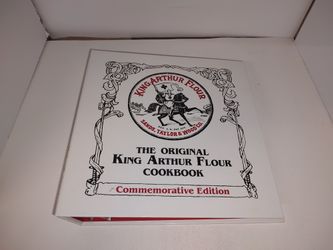 KING ARTHUR FLOUR
SANDS, TAYLOR & WOOD CO.
THE ORIGINAL
KING ARTHUR FLOUR
COOKBOOK
Commemorative Edition